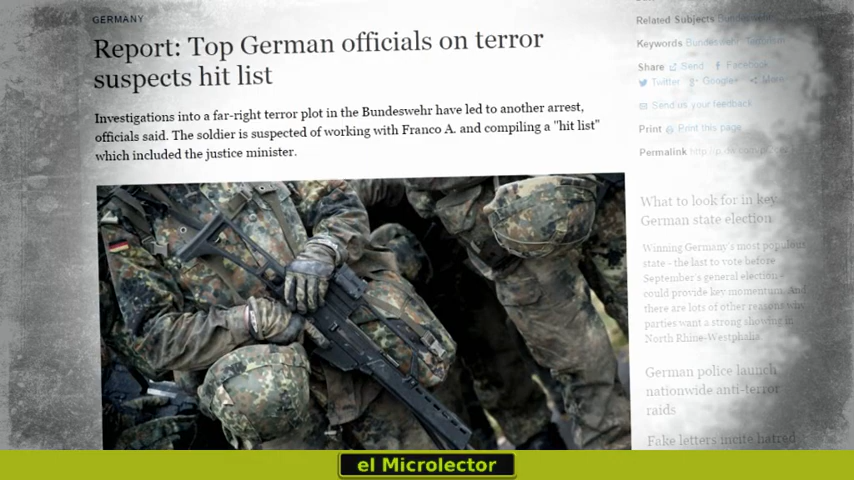 GERMANY
Report: Top German officials on terror
suspects hit list
Investigations into a far-right terror plot in the Bundeswehr have led to another arrest,
officials said. The soldier is suspected of working with Franco A. and compiling a "hit list"
which included the justice minister.
Related Subjects Bundeswehr
Keywords Bundeswehr, Terrorism
Share Send Facebook
Twitter Google+ More
Send us your feedback
Print Print this page
Permalink
What to look for in key
German state election
Winning Germany's most populous
state - the last to vote before
September's general election -
could provide key momentum. And
there are lots of other reasons why
parties want a strong showing in
North Rhine-Westphalia.
German police launch
nationwide anti-terror
raids
Fake letters incite hatred
el Microlector